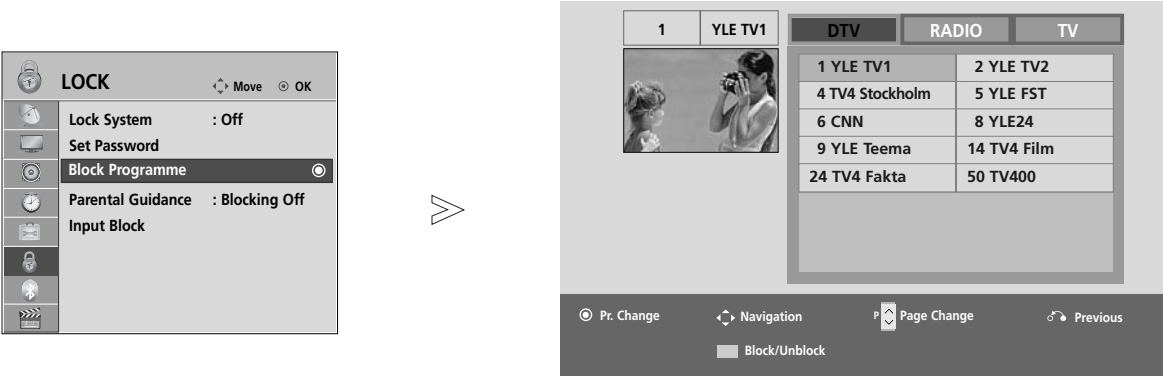 LOCK
Move OK
Lock System : Off
Set Password
Block Programme
Parental Guidance : Blocking Off
Input Block
1 YLE TV1
DTV RADIO TV
1 YLE TV1 2 YLE TV2
4 TV4 Stockholm 5 YLE FST
6 CNN 8 YLE24
9 YLE Teema 14 TV4 Film
24 TV4 Fakta 50 TV400
Pr. Change Navigation P Page Change Previous
Block/Unblock